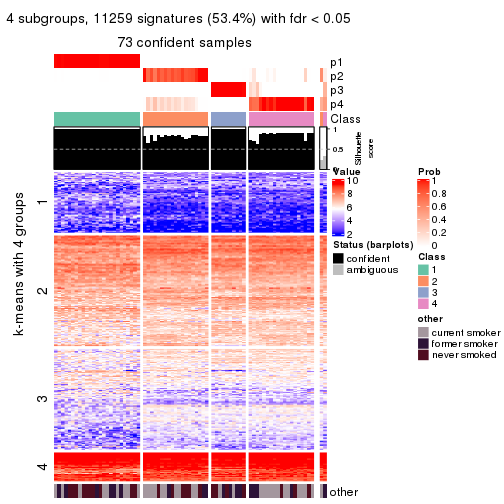 4 subgroups, 11259 signatures (53.4%) with fdr < 0.05
73 confident samples
p1
p2
p3
p4
Class
1
0.5
0
Silhouette
score
k-means with 4 groups
1
2
3
4
other
Value
10
8
6
4
2
Status (barplots)
confident
ambiguous
Prob
1
0.8
0.6
0.4
0.2
0
Class
1
2
3
4
other
current smoker
former smoker
never smoked